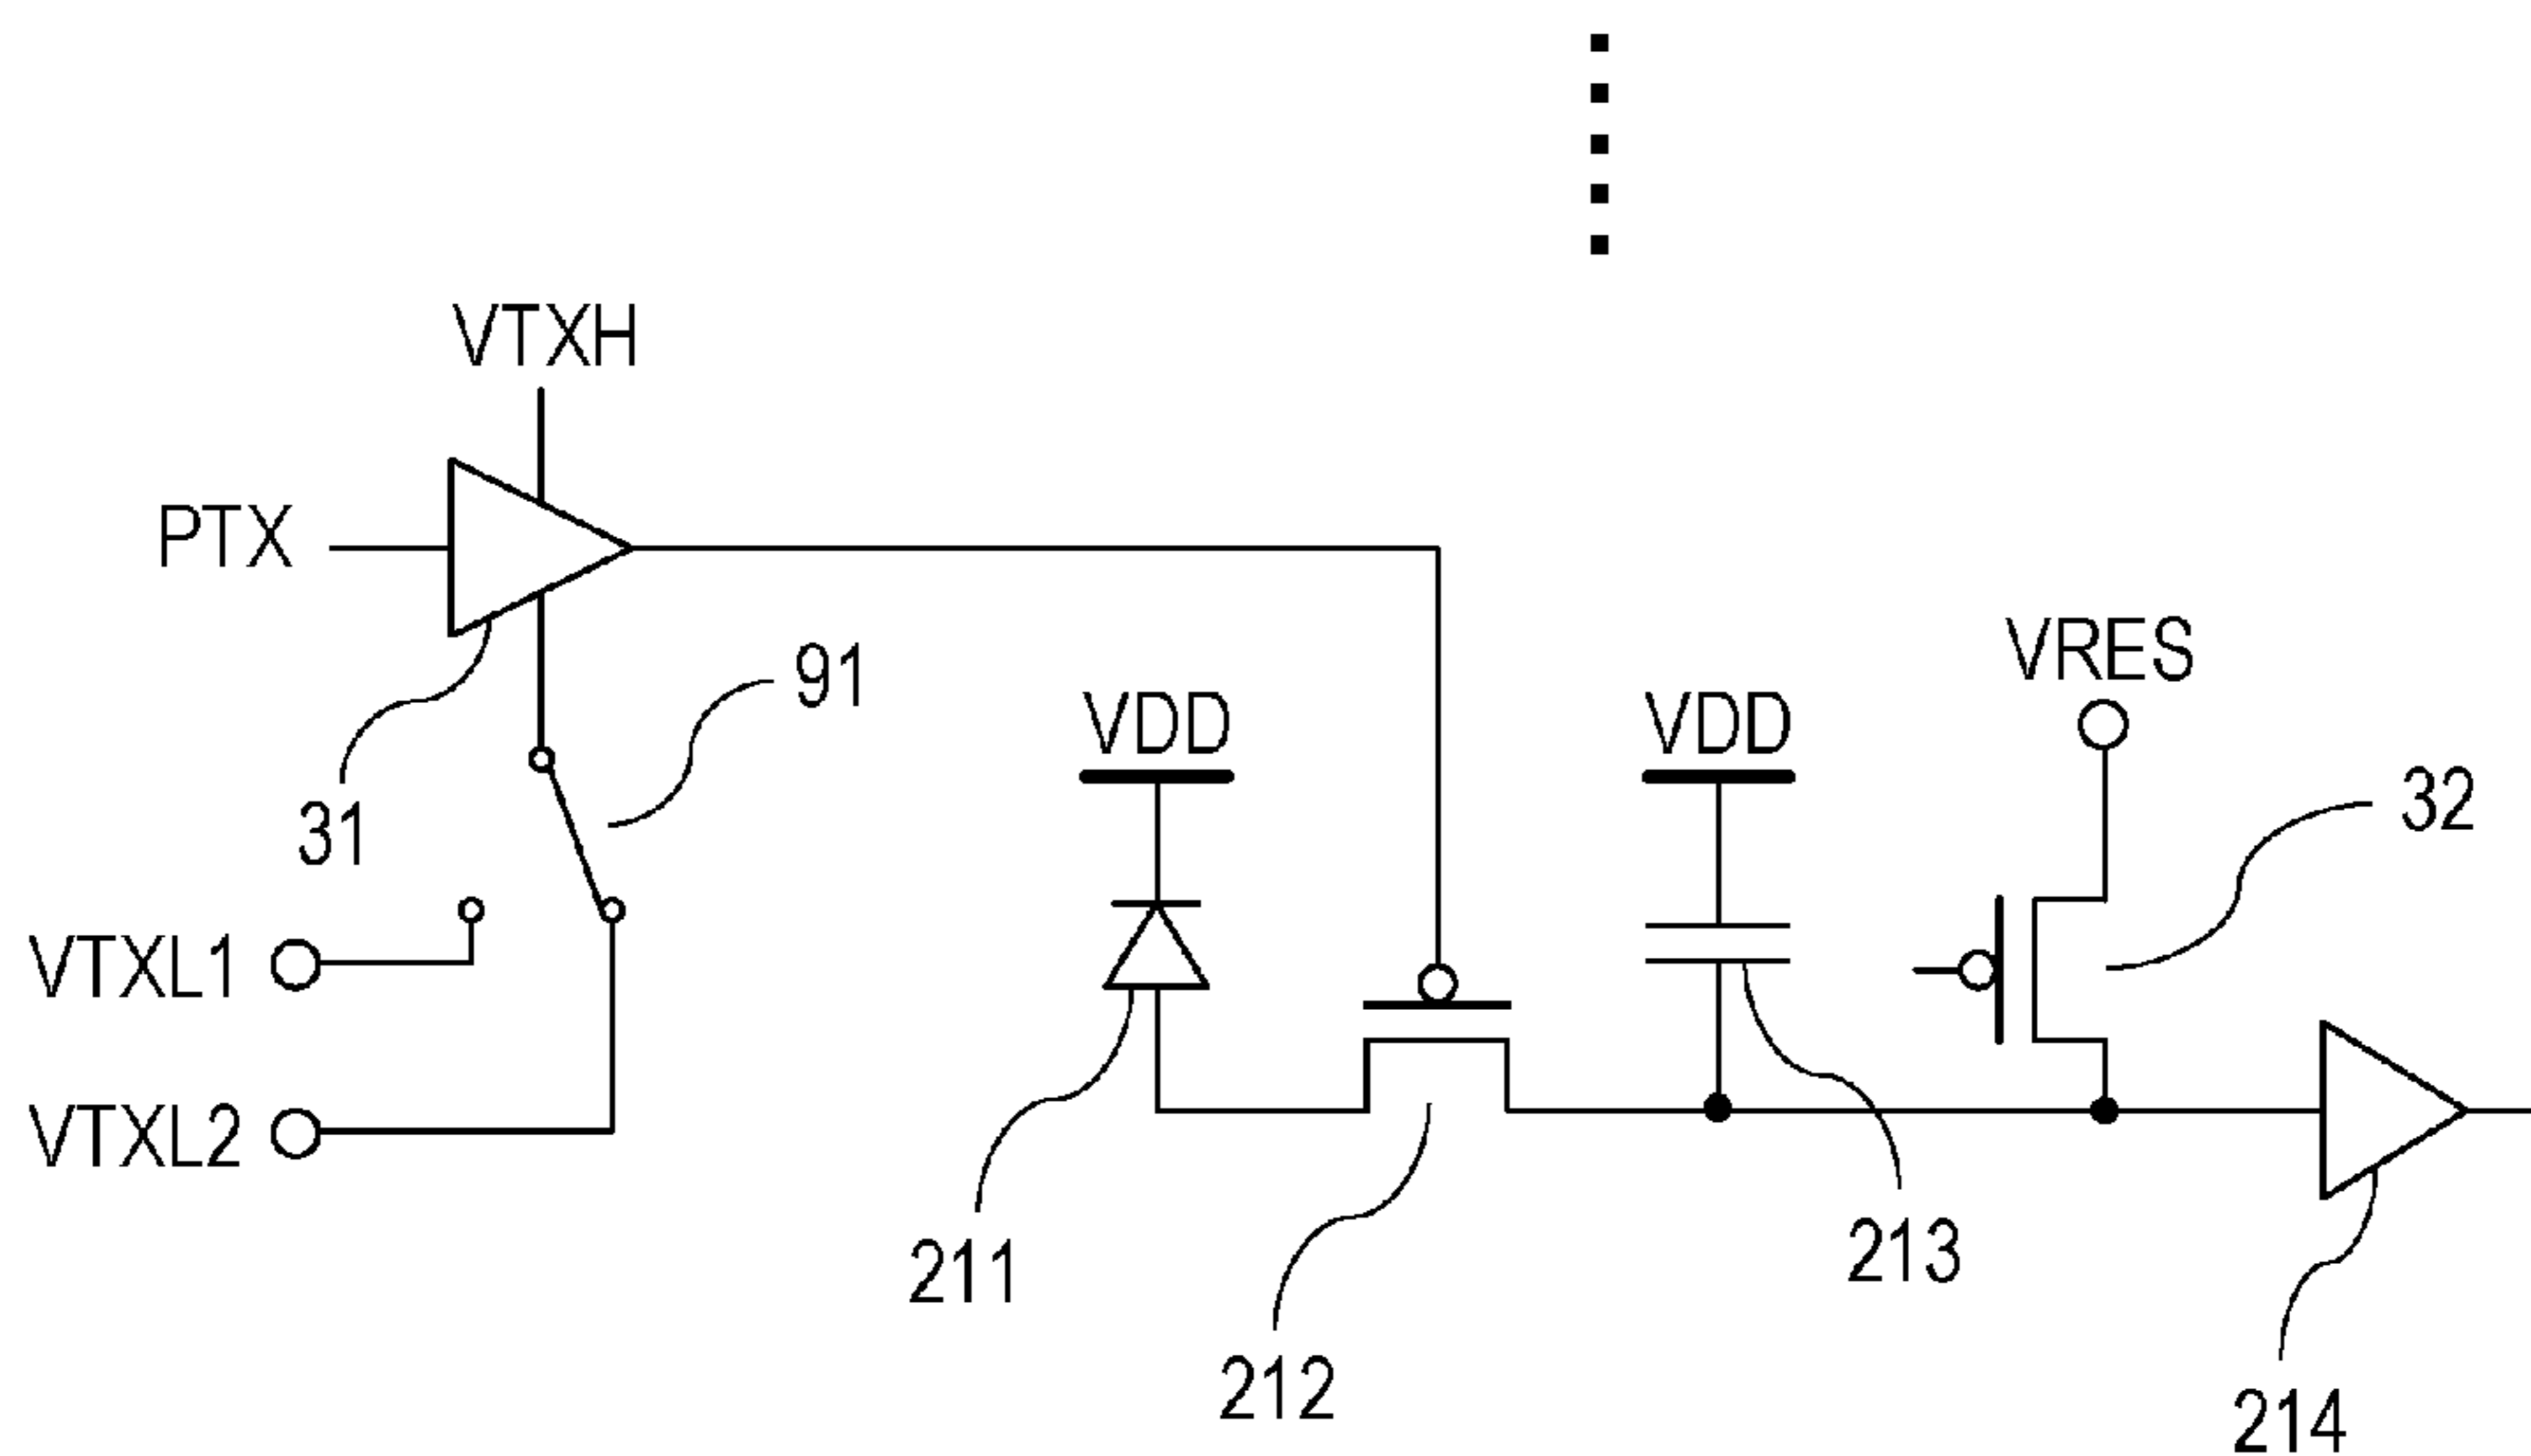 VTXH
PTX
VRES
91
VDD
VDD
32
31
VTXL1
VTXL2
213
211
212
214